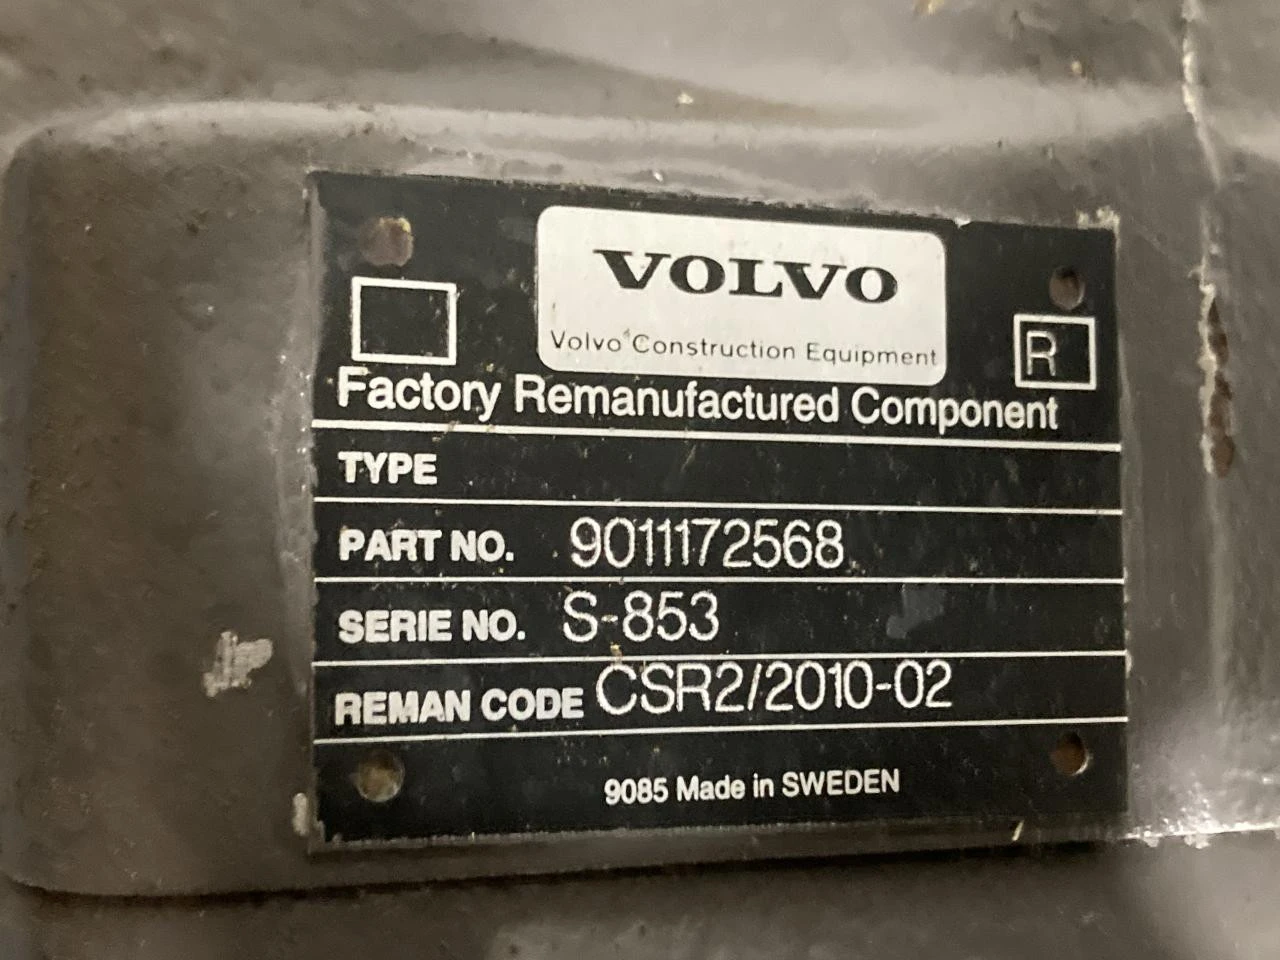 VOLVO
Volvo Construction Equipment
R
Factory Remanufactured Component
TYPE
PART NO. 9011172568
SERIE NO. S-853
REMAN CODE CSR2/2010-02
9085 Made in SWEDEN